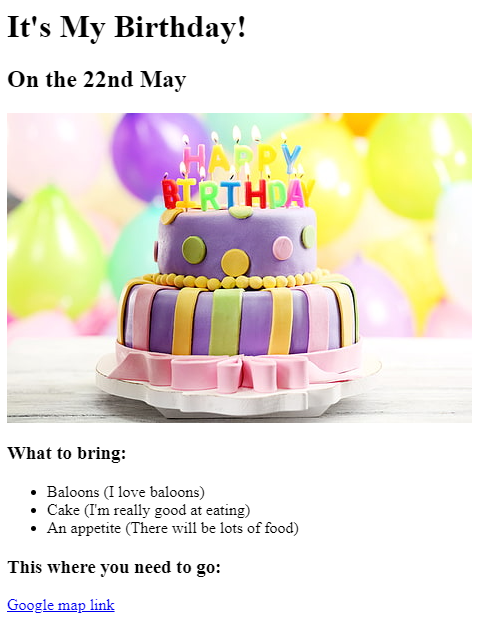 It's My Birthday!
On the 22nd May
HAPPY
BIRTHDAY
What to bring:
Baloons (I love baloons)
Cake (I'm really good at eating)
An appetite (There will be lots of food)
This where you need to go:
Google map link